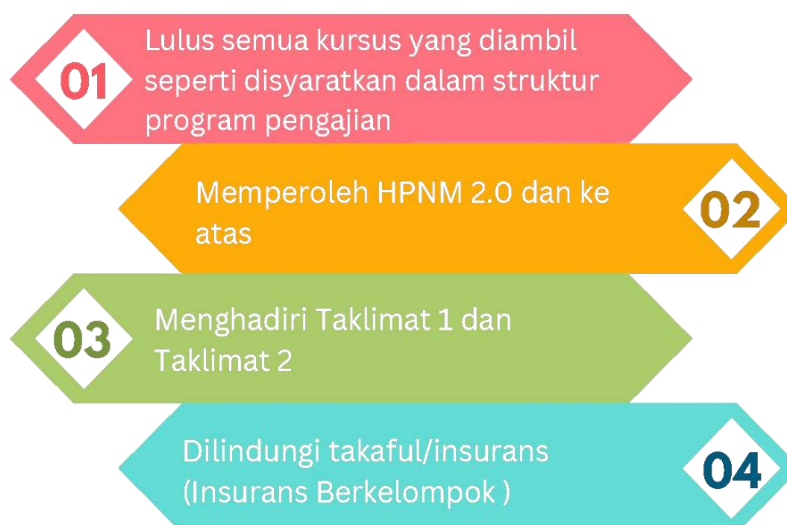 01
Lulus semua kursus yang diambil
seperti disyaratkan dalam struktur
program pengajian
Memperoleh HPNM 2.0 dan ke
atas
02
03
Menghadiri Taklimat 1 dan
Taklimat 2
Dilindungi takaful/insurans
(Insurans Berkelompok )
04